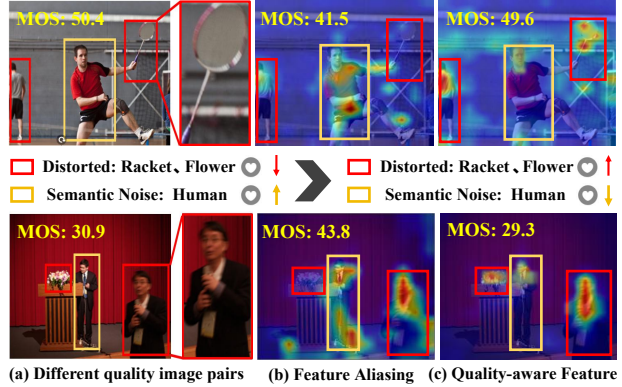 MOS: 50.4
MOS: 41.5
MOS: 49.6
Distorted: Racket、Flower
Distorted: Racket、Flower
Semantic Noise: Human
Semantic Noise: Human
MOS: 30.9
MOS: 43.8
MOS: 29.3
(a) Different quality image pairs
(b) Feature Aliasing
(c) Quality-aware Feature